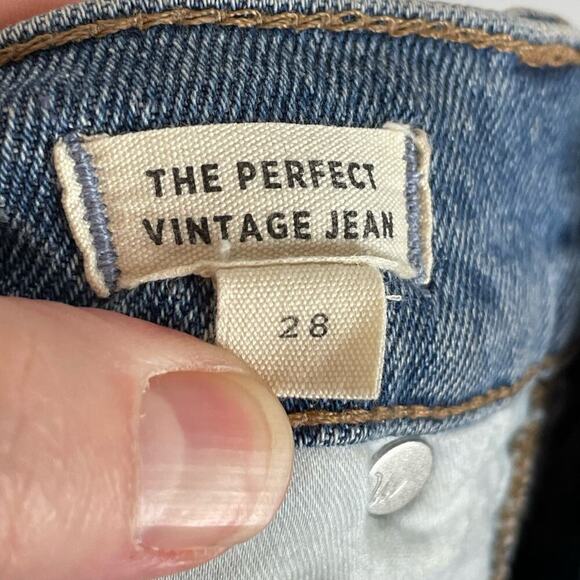 THE PERFECT
VINTAGE JEAN
28